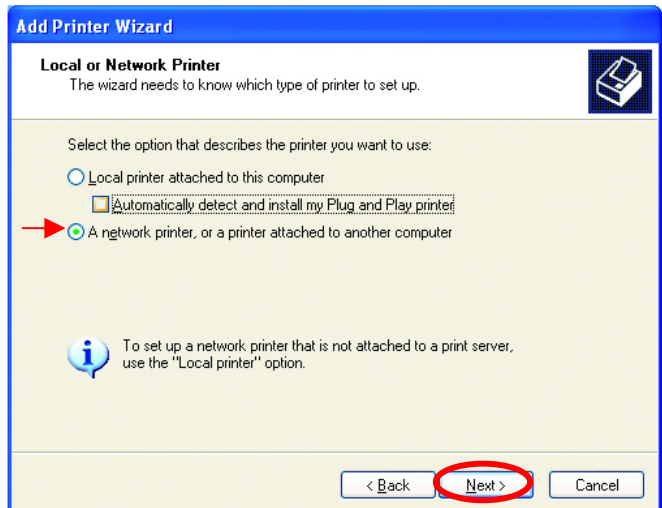 Add Printer Wizard
Local or Network Printer
The wizard needs to know which type of printer to set up.
Select the option that describes the printer you want to use:
Local printer attached to this computer
Automatically detect and install my Plug and Play printer
A network printer, or a printer attached to another computer
To set up a network printer that is not attached to a print server,
use the "Local printer" option.
< Back Next > Cancel